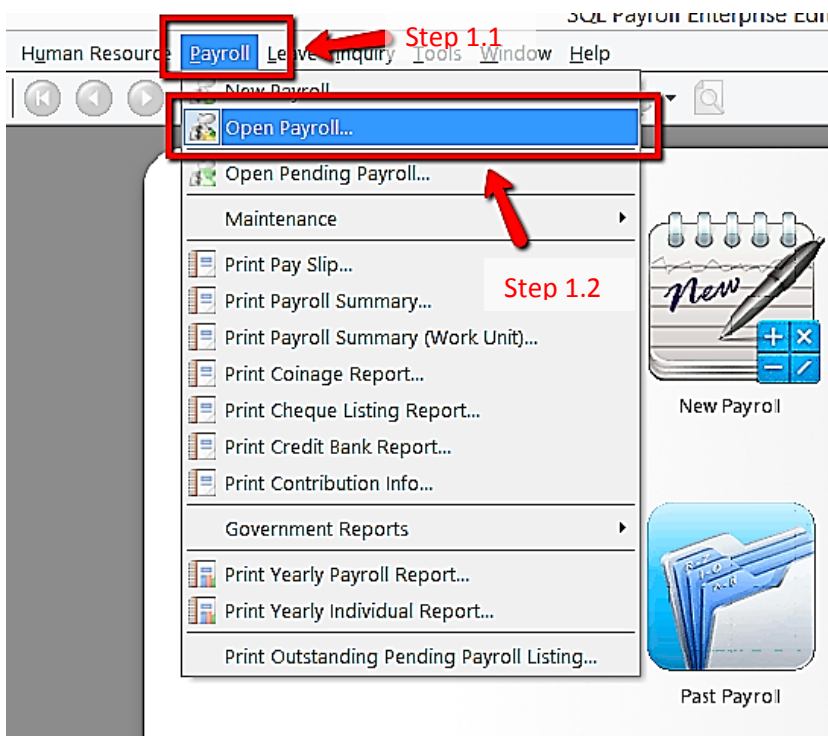 SQL Payroll Enterprise Edi
Step 1.1
Human Resource Payroll Leave Inquiry Tools Window Help
New Payroll
Open Payroll...
Open Pending Payroll...
Maintenance
Print Pay Slip...
Step 1.2
New
Print Payroll Summary...
Print Payroll Summary (Work Unit)...
Print Coinage Report...
Print Cheque Listing Report...
New Payroll
Print Credit Bank Report...
Print Contribution Info...
Government Reports
Print Yearly Payroll Report...
Print Yearly Individual Report...
Print Outstanding Pending Payroll Listing...
Past Payroll